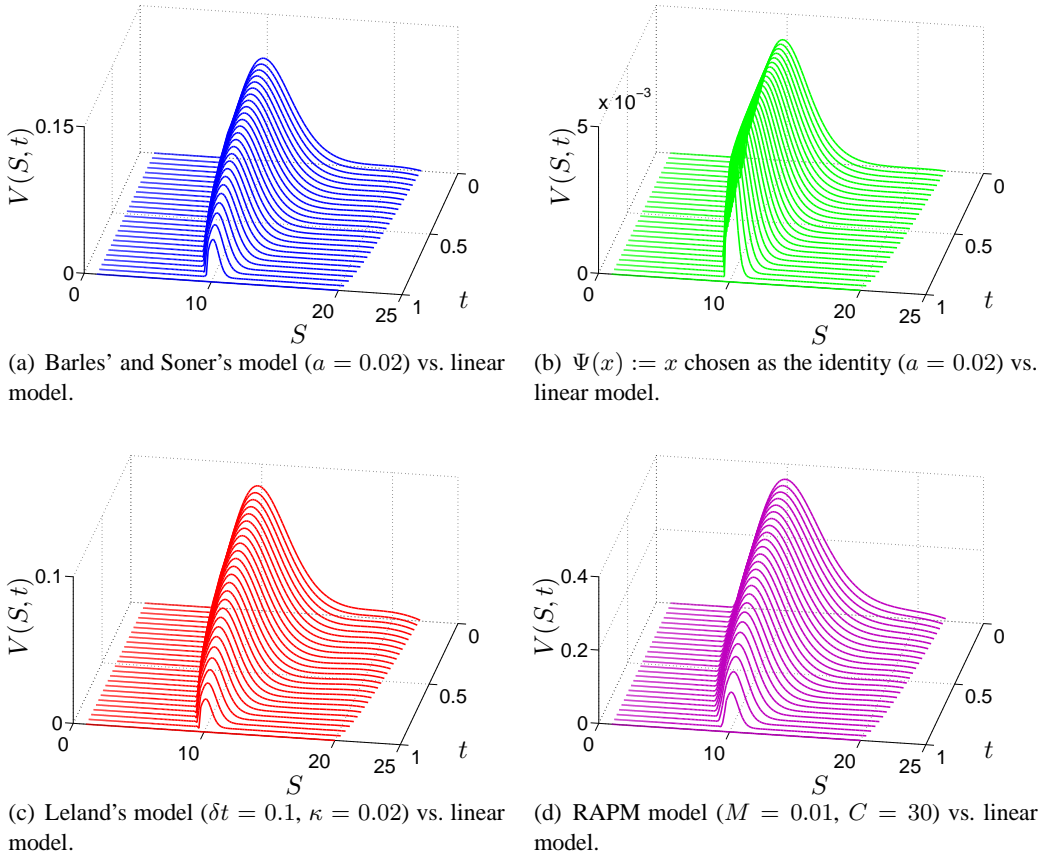 0.15
0
V(S, t)
0
10
20
25
S
0
0.5
1
t
(a) Barles' and Soner's model (a = 0.02) vs. linear
model.
x 10⁻³
5
0
V(S, t)
0
10
20
25
S
0
0.5
1
t
(b) Ψ(x) := x chosen as the identity (a = 0.02) vs.
linear model.
0.1
0
V(S, t)
0
10
20
25
S
0
0.5
1
t
(c) Leland's model (δt = 0.1, κ = 0.02) vs. linear
model.
0.4
0.2
0
V(S, t)
0
10
20
25
S
0
0.5
1
t
(d) RAPM model (M = 0.01, C = 30) vs. linear
model.